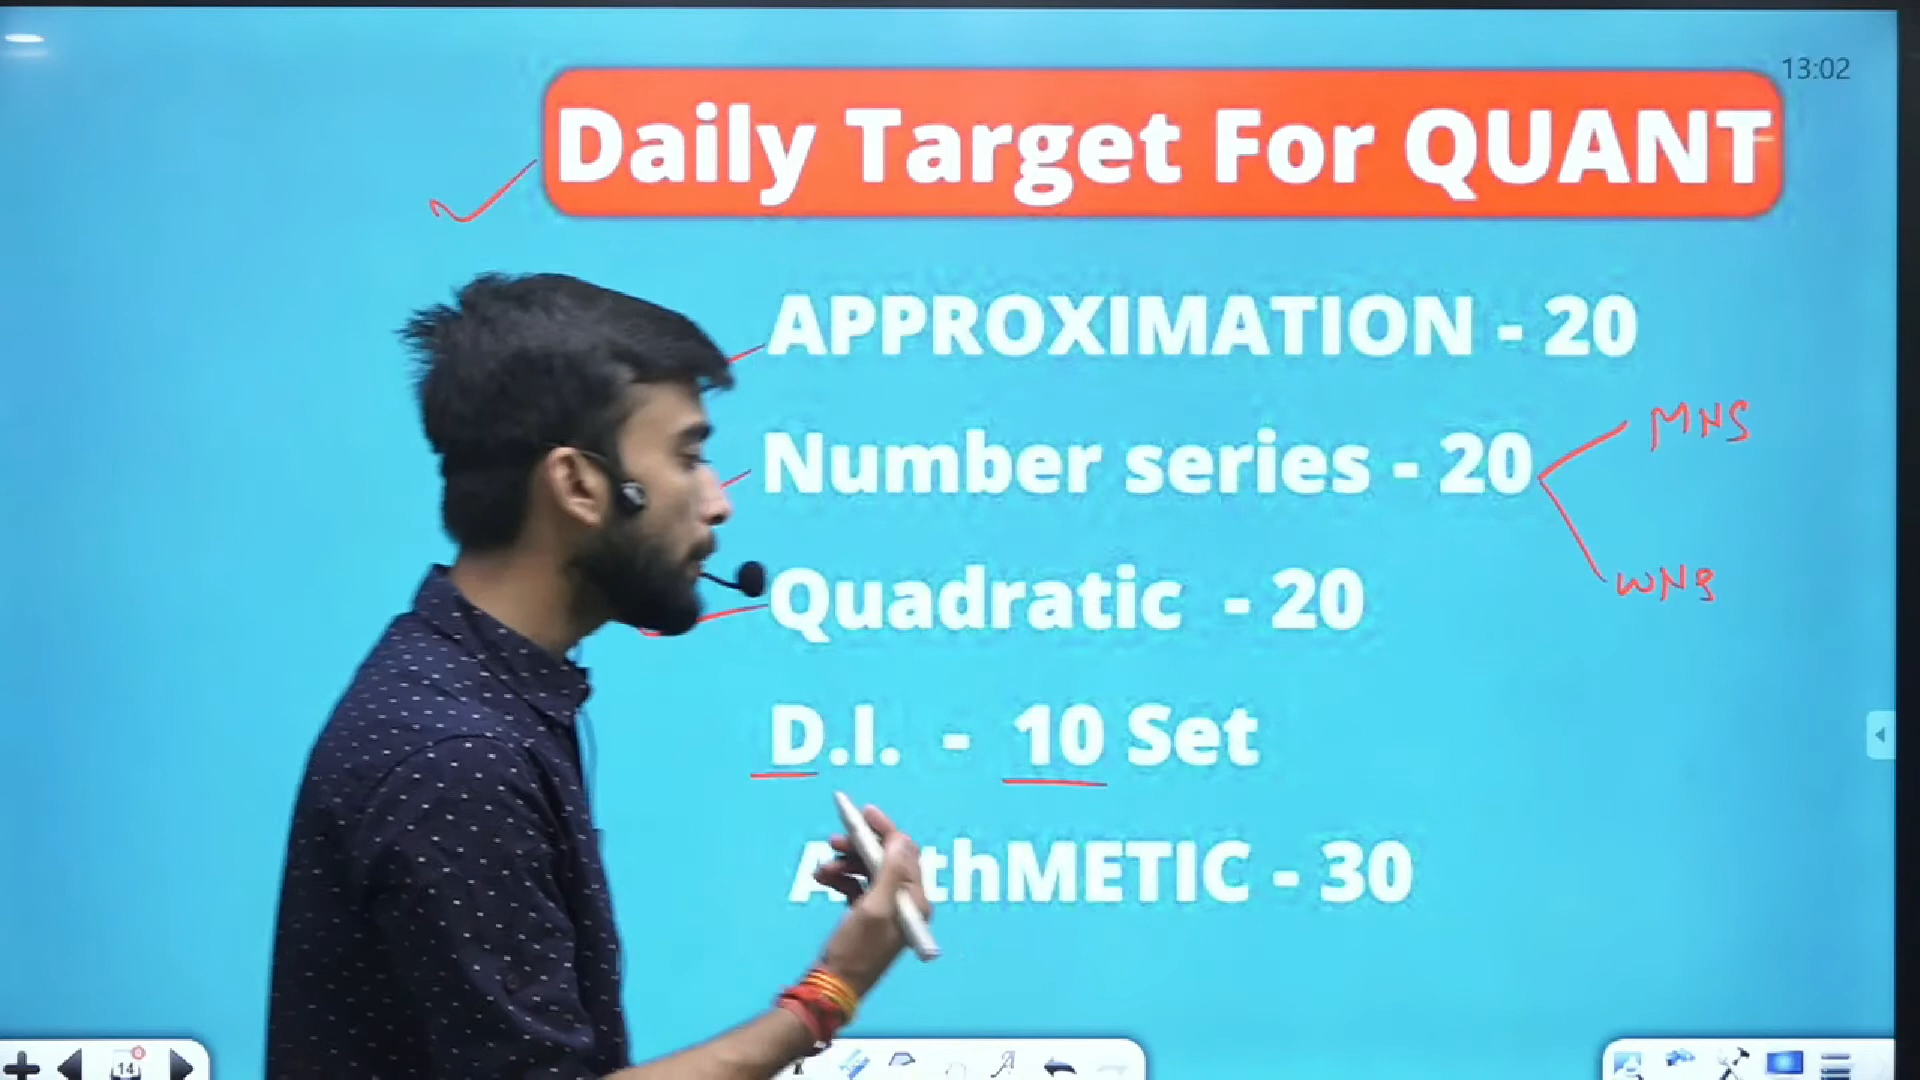 13:02
Daily Target For QUANT
APPROXIMATION - 20
MNS
Number series - 20
WNS
Quadratic - 20
D.I. - 10 Set
- 30
14